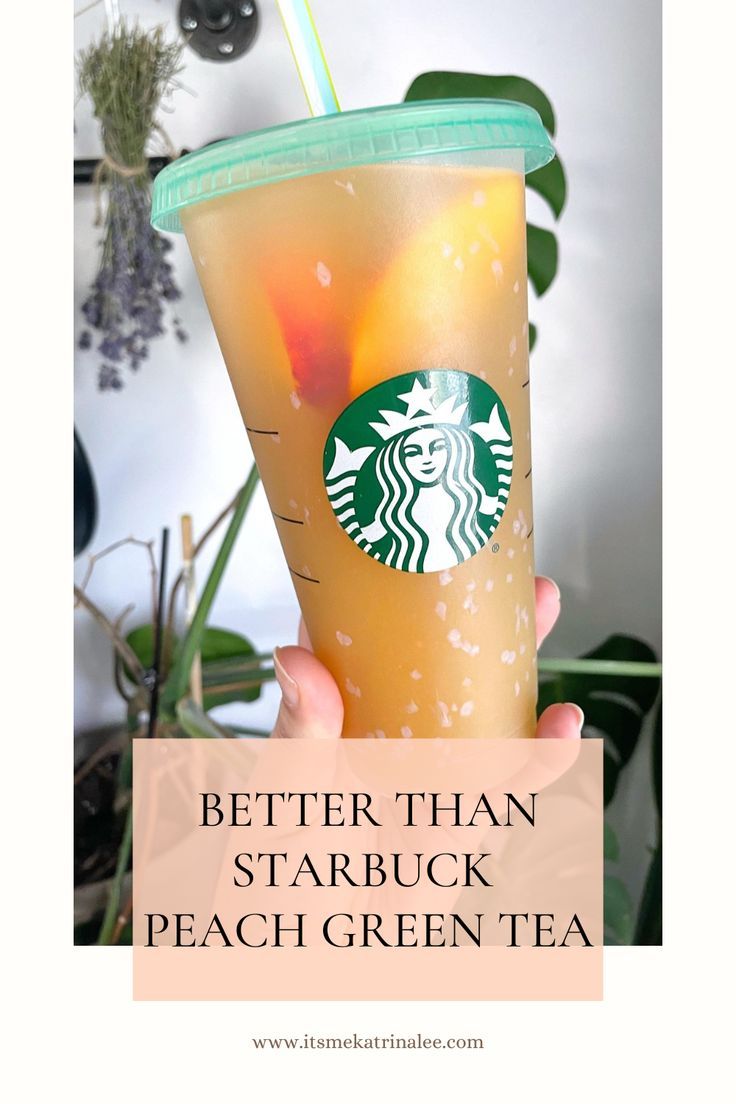 ®
BETTER THAN
STARBUCK
PEACH GREEN TEA
www.itsmekatrinalee.com